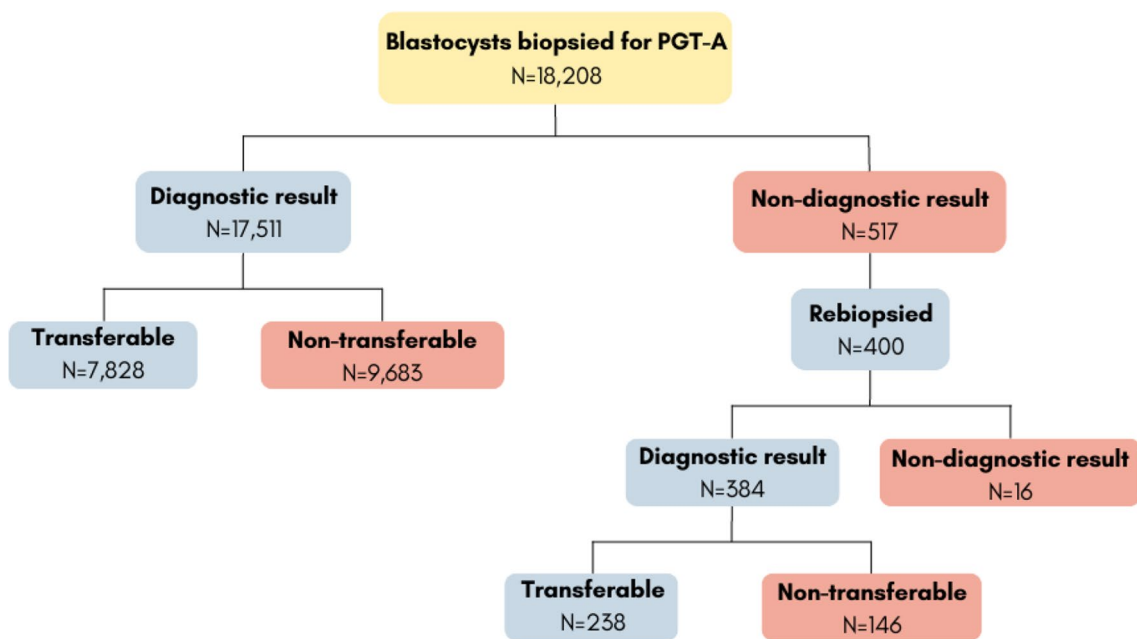 Blastocysts biopsied for PGT-A
N=18,208
Diagnostic result
N=17,511
Non-diagnostic result
N=517
Transferable
N=7,828
Non-transferable
N=9,683
Rebiopsied
N=400
Diagnostic result
N=384
Non-diagnostic result
N=16
Transferable
N=238
Non-transferable
N=146